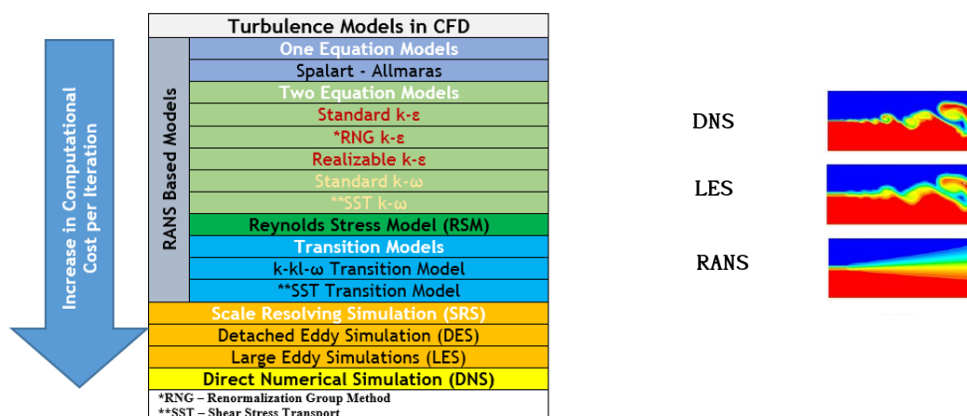 Turbulence Models in CFD
Increase in Computational
Cost per Iteration
RANS Based Models
One Equation Models
Spalart - Allmaras
Two Equation Models
Standard k-ε
*RNG k-ε
Realizable k-ε
Standard k-ω
**SST k-ω
Reynolds Stress Model (RSM)
Transition Models
k-kl-ω Transition Model
**SST Transition Model
Scale Resolving Simulation (SRS)
Detached Eddy Simulation (DES)
Large Eddy Simulations (LES)
Direct Numerical Simulation (DNS)
*RNG – Renormalization Group Method
**SST – Shear Stress Transport
DNS
LES
RANS